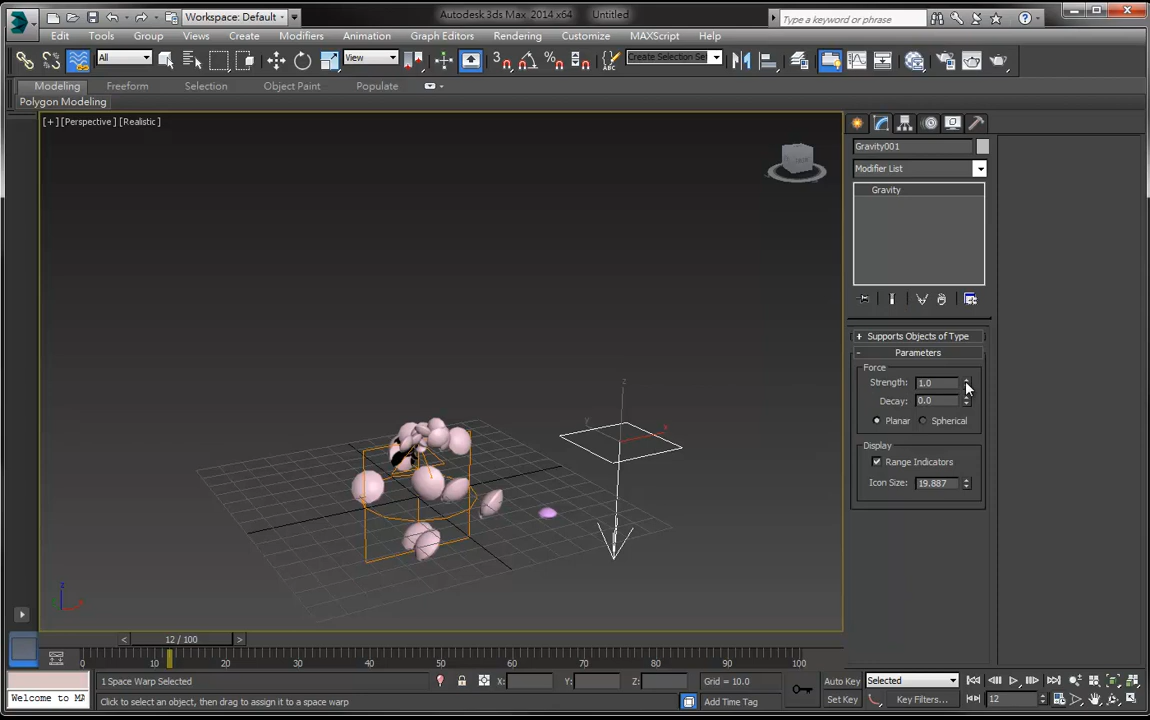 Workspace: Default
Autodesk 3ds Max 2014 x64 Untitled
Type a keyword or phrase
Edit Tools Group Views Create Modifiers Animation Graph Editors Rendering Customize MAXScript Help
All View Create Selection Se
Modeling Freeform Selection Object Paint Populate
Polygon Modeling
[+] [Perspective] [Realistic]
Gravity001
Modifier List
Gravity
+ Supports Objects of Type
- Parameters
Force
Strength: 1.0
Decay: 0.0
Planar Spherical
Display
Range Indicators
Icon Size: 19.887
z
y
x
z
< 12 / 100 >
0 10 20 30 40 50 60 70 80 90 100
1 Space Warp Selected X: Y: Z: Grid = 10.0 Auto Key Selected
Welcome to MA Click to select an object, then drag to assign it to a space warp Add Time Tag Set Key Key Filters... 12